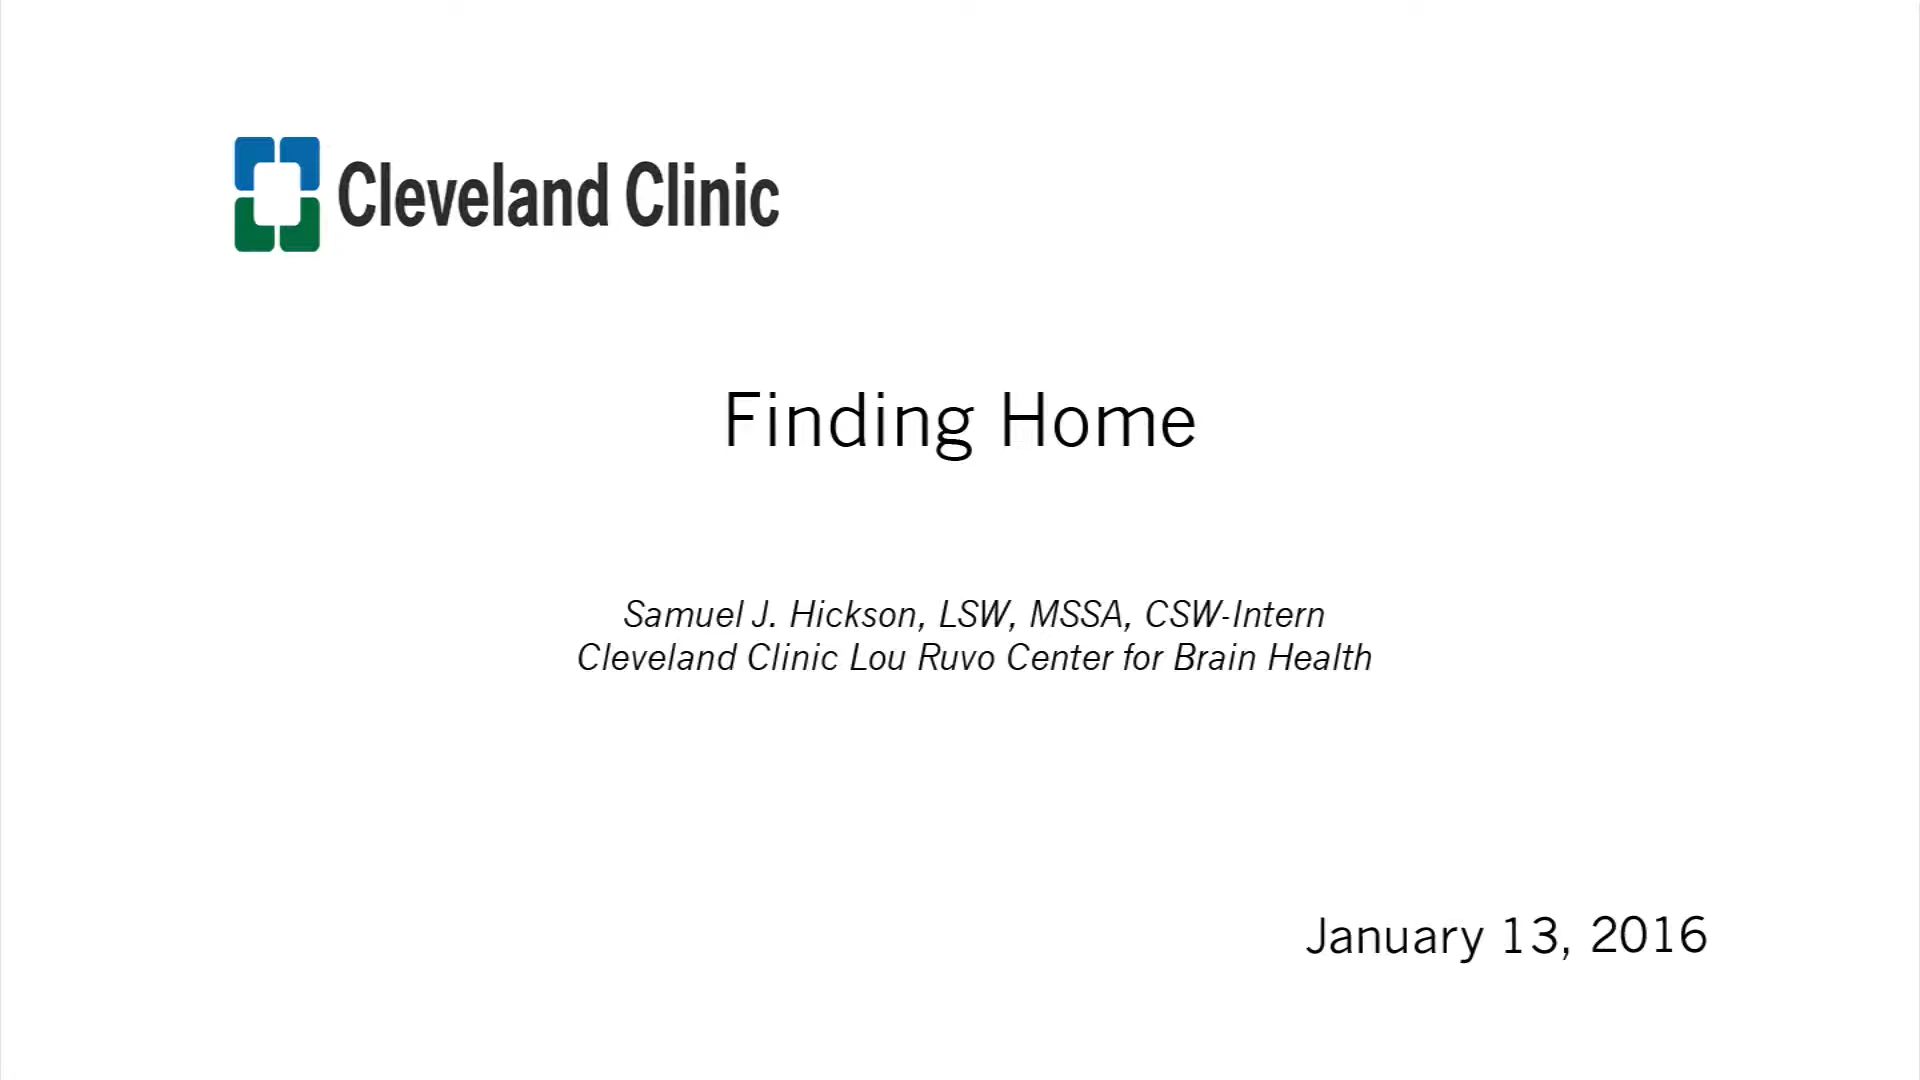 Cleveland Clinic
Finding Home
Samuel J. Hickson, LSW, MSSA, CSW-Intern
Cleveland Clinic Lou Ruvo Center for Brain Health
January 13, 2016